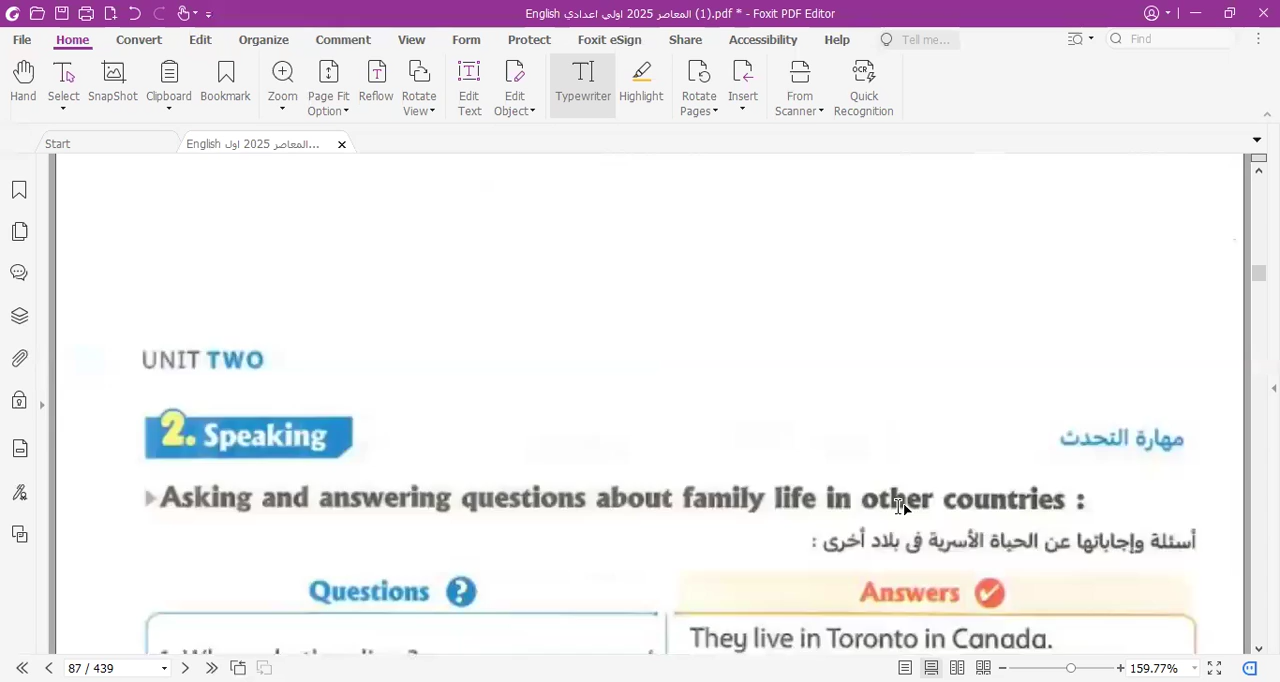 English المعاصر 2025 اولي اعدادي (1).pdf * - Foxit PDF Editor
File Home Convert Edit Organize Comment View Form Protect Foxit eSign Share Accessibility Help Tell me... Find
Hand Select SnapShot Clipboard Bookmark Zoom Page Fit Option Reflow Rotate View Edit Text Edit Object Typewriter Highlight Rotate Pages Insert From Scanner OCR Quick Recognition
Start English المعاصر 2025 اول...
UNIT TWO
2. Speaking مهارة التحدث
Asking and answering questions about family life in other countries :
أسئلة وإجاباتها عن الحياة الأسرية فى بلاد أخرى :
Questions ? Answers
They live in Toronto in Canada.
87 / 439 159.77%